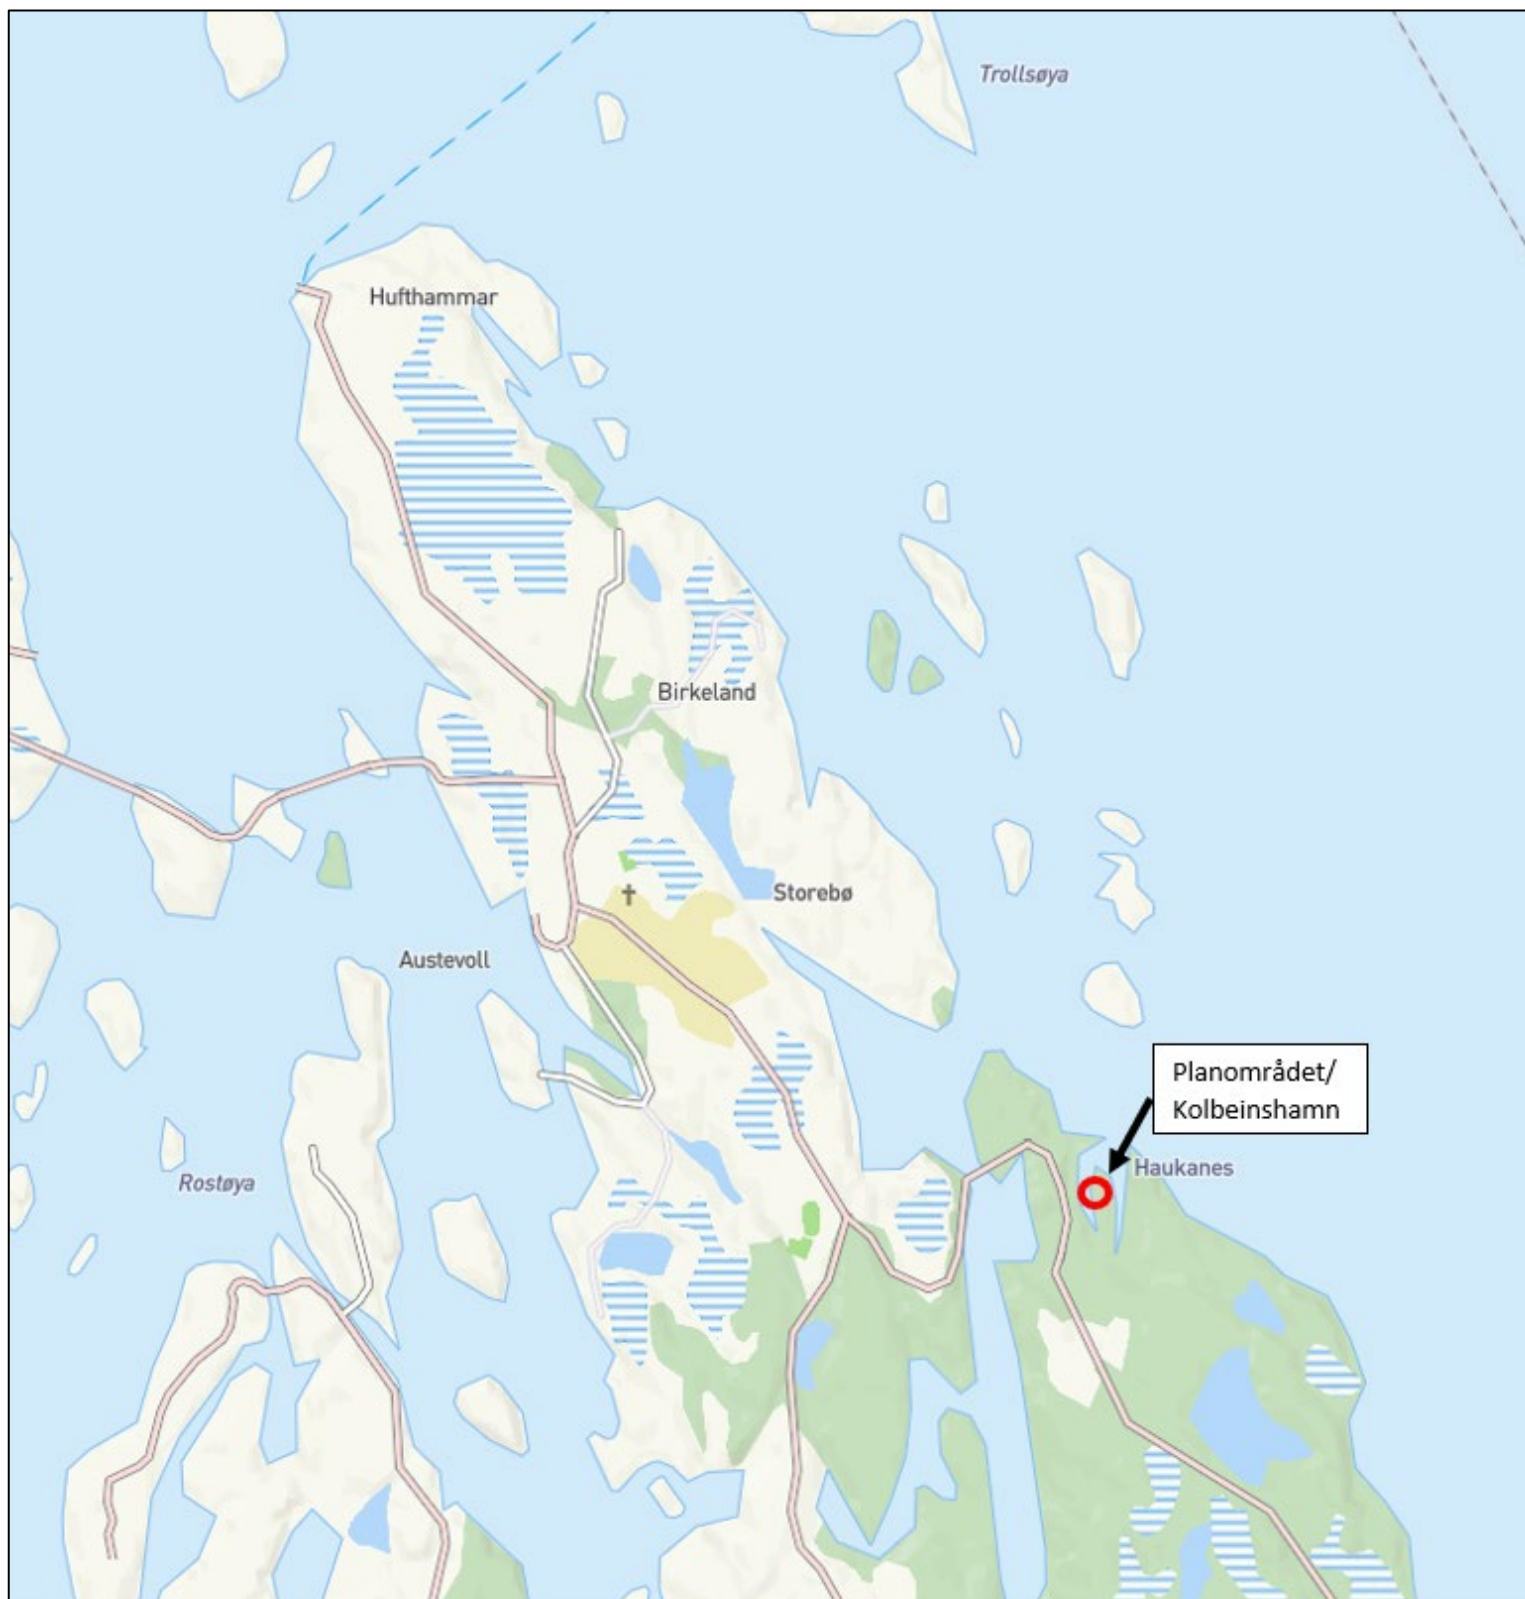 Trollsøya
Hufthammar
Birkeland
Storebø
Austevoll
Planområdet/
Kolbeinshamn
Haukanes
Rostøya